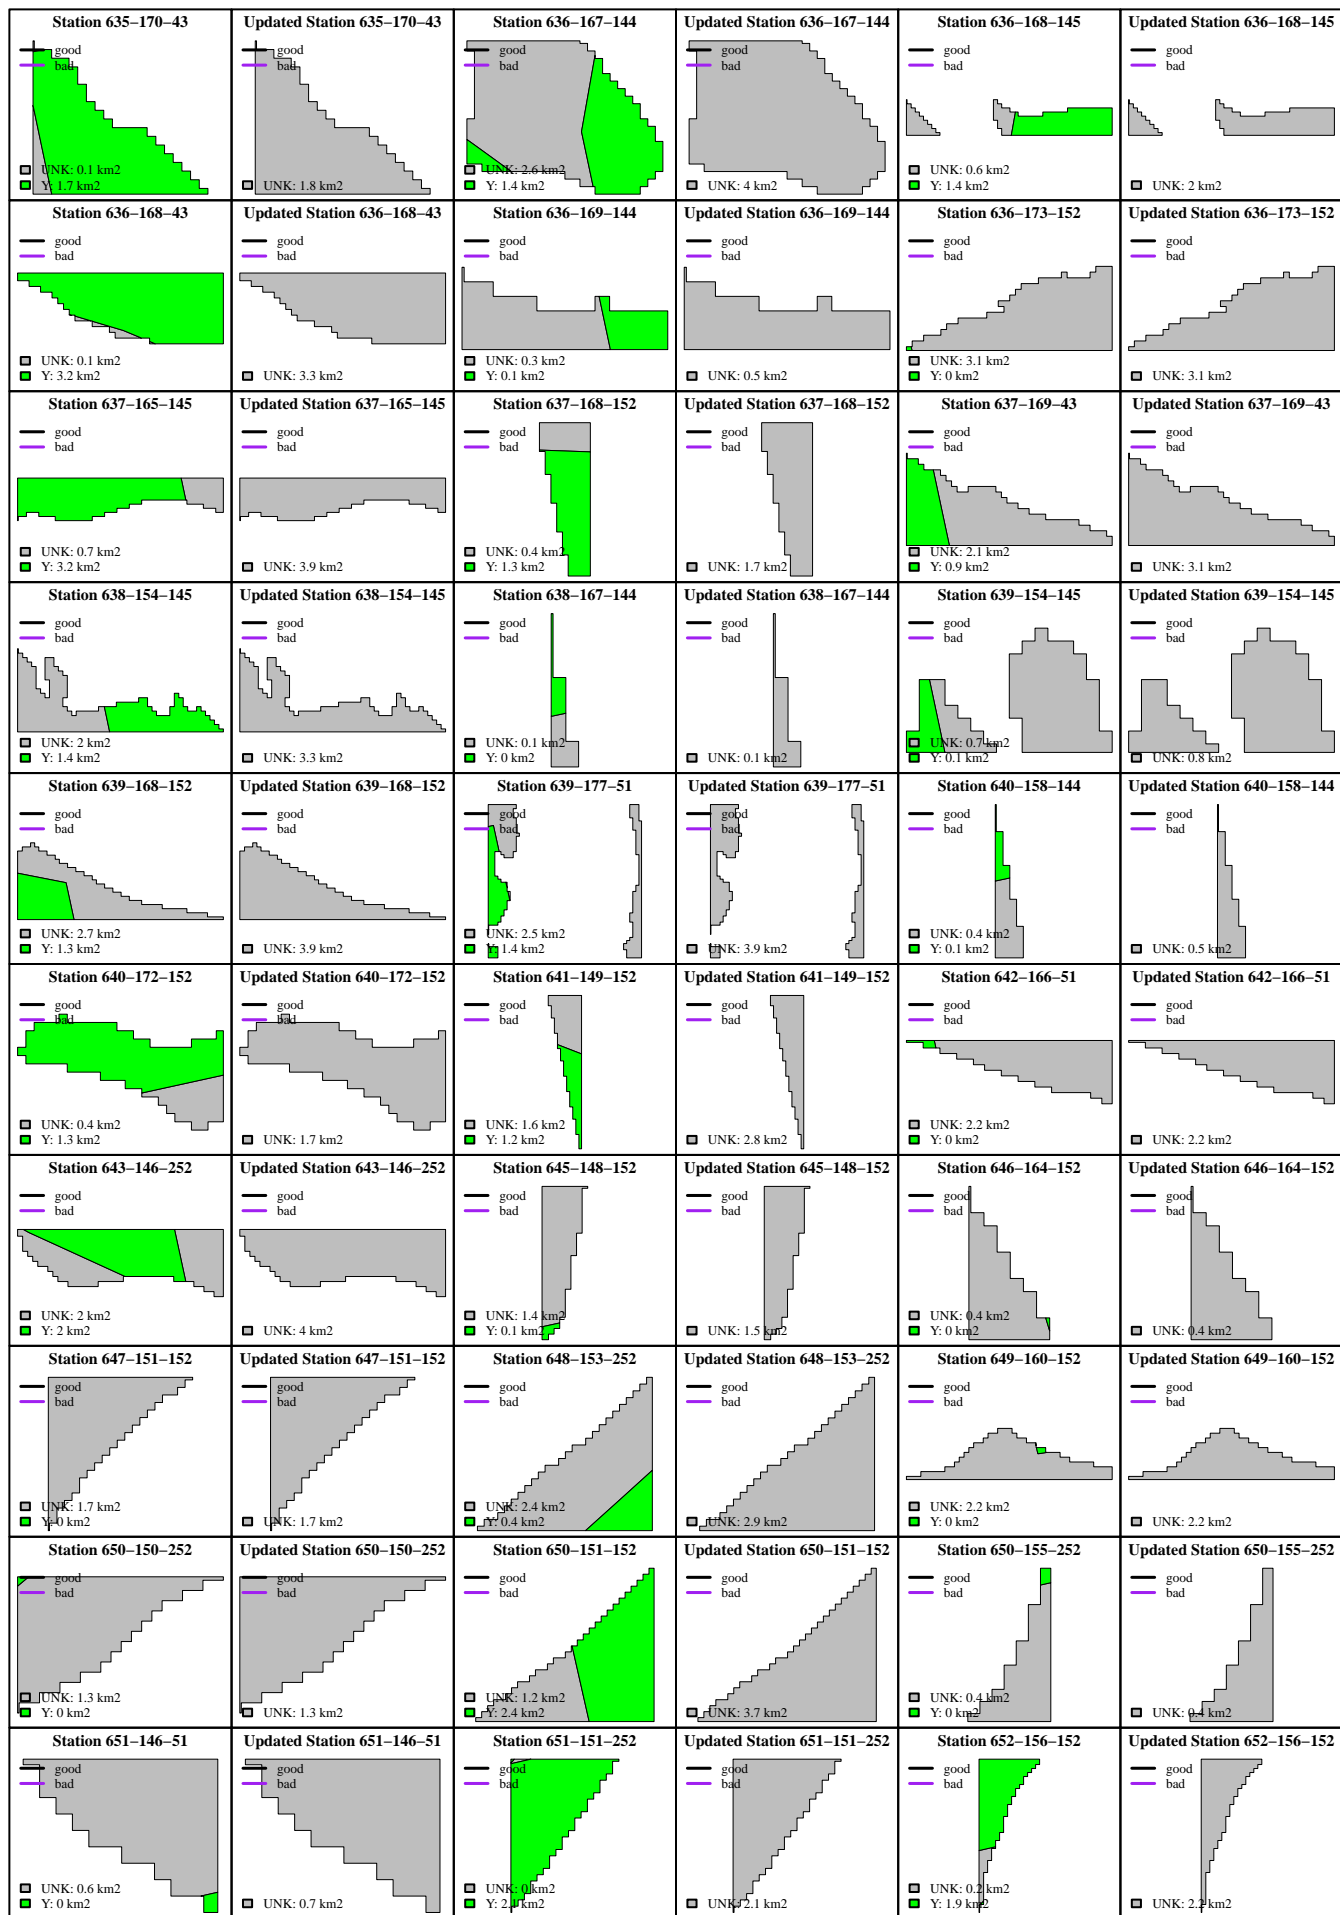 Station 635–170–43
good
bad
UNK: 0.1 km2
Y: 1.7 km2
Updated Station 635–170–43
good
bad
UNK: 1.8 km2
Station 636–167–144
good
bad
UNK: 2.6 km2
Y: 1.4 km2
Updated Station 636–167–144
good
bad
UNK: 4 km2
Station 636–168–145
good
bad
UNK: 0.6 km2
Y: 1.4 km2
Updated Station 636–168–145
good
bad
UNK: 2 km2
Station 636–168–43
good
bad
UNK: 0.1 km2
Y: 3.2 km2
Updated Station 636–168–43
good
bad
UNK: 3.3 km2
Station 636–169–144
good
bad
UNK: 0.3 km2
Y: 0.1 km2
Updated Station 636–169–144
good
bad
UNK: 0.5 km2
Station 636–173–152
good
bad
UNK: 3.1 km2
Y: 0 km2
Updated Station 636–173–152
good
bad
UNK: 3.1 km2
Station 637–165–145
good
bad
UNK: 0.7 km2
Y: 3.2 km2
Updated Station 637–165–145
good
bad
UNK: 3.9 km2
Station 637–168–152
good
bad
UNK: 0.4 km2
Y: 1.3 km2
Updated Station 637–168–152
good
bad
UNK: 1.7 km2
Station 637–169–43
good
bad
UNK: 2.1 km2
Y: 0.9 km2
Updated Station 637–169–43
good
bad
UNK: 3.1 km2
Station 638–154–145
good
bad
UNK: 2 km2
Y: 1.4 km2
Updated Station 638–154–145
good
bad
UNK: 3.3 km2
Station 638–167–144
good
bad
UNK: 0.1 km2
Y: 0 km2
Updated Station 638–167–144
good
bad
UNK: 0.1 km2
Station 639–154–145
good
bad
UNK: 0.7 km2
Y: 0.1 km2
Updated Station 639–154–145
good
bad
UNK: 0.8 km2
Station 639–168–152
good
bad
UNK: 2.7 km2
Y: 1.3 km2
Updated Station 639–168–152
good
bad
UNK: 3.9 km2
Station 639–177–51
good
bad
UNK: 2.5 km2
Y: 1.4 km2
Updated Station 639–177–51
good
bad
UNK: 3.9 km2
Station 640–158–144
good
bad
UNK: 0.4 km2
Y: 0.1 km2
Updated Station 640–158–144
good
bad
UNK: 0.5 km2
Station 640–172–152
good
bad
UNK: 0.4 km2
Y: 1.3 km2
Updated Station 640–172–152
good
bad
UNK: 1.7 km2
Station 641–149–152
good
bad
UNK: 1.6 km2
Y: 1.2 km2
Updated Station 641–149–152
good
bad
UNK: 2.8 km2
Station 642–166–51
good
bad
UNK: 2.2 km2
Y: 0 km2
Updated Station 642–166–51
good
bad
UNK: 2.2 km2
Station 643–146–252
good
bad
UNK: 2 km2
Y: 2 km2
Updated Station 643–146–252
good
bad
UNK: 4 km2
Station 645–148–152
good
bad
UNK: 1.4 km2
Y: 0.1 km2
Updated Station 645–148–152
good
bad
UNK: 1.5 km2
Station 646–164–152
good
bad
UNK: 0.4 km2
Y: 0 km2
Updated Station 646–164–152
good
bad
UNK: 0.4 km2
Station 647–151–152
good
bad
UNK: 1.7 km2
Y: 0 km2
Updated Station 647–151–152
good
bad
UNK: 1.7 km2
Station 648–153–252
good
bad
UNK: 2.4 km2
Y: 0.4 km2
Updated Station 648–153–252
good
bad
UNK: 2.9 km2
Station 649–160–152
good
bad
UNK: 2.2 km2
Y: 0 km2
Updated Station 649–160–152
good
bad
UNK: 2.2 km2
Station 650–150–252
good
bad
UNK: 1.3 km2
Y: 0 km2
Updated Station 650–150–252
good
bad
UNK: 1.3 km2
Station 650–151–152
good
bad
UNK: 1.2 km2
Y: 2.4 km2
Updated Station 650–151–152
good
bad
UNK: 3.7 km2
Station 650–155–252
good
bad
UNK: 0.4 km2
Y: 0 km2
Updated Station 650–155–252
good
bad
UNK: 0.4 km2
Station 651–146–51
good
bad
UNK: 0.6 km2
Y: 0 km2
Updated Station 651–146–51
good
bad
UNK: 0.7 km2
Station 651–151–252
good
bad
UNK: 0 km2
Y: 2.1 km2
Updated Station 651–151–252
good
bad
UNK: 2.1 km2
Station 652–156–152
good
bad
UNK: 0.2 km2
Y: 1.9 km2
Updated Station 652–156–152
good
bad
UNK: 2.2 km2